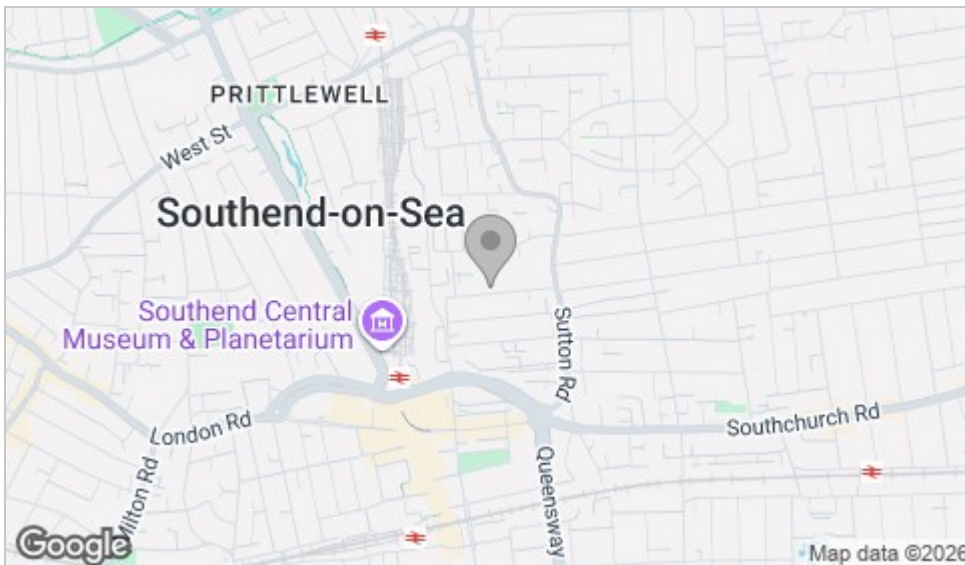 PRITTLEWELL
West St
Southend-on-Sea
Southend Central
Museum & Planetarium
Sutton Rd
London Rd
Southchurch Rd
Milton Rd
Queensway
Google
Map data ©2026